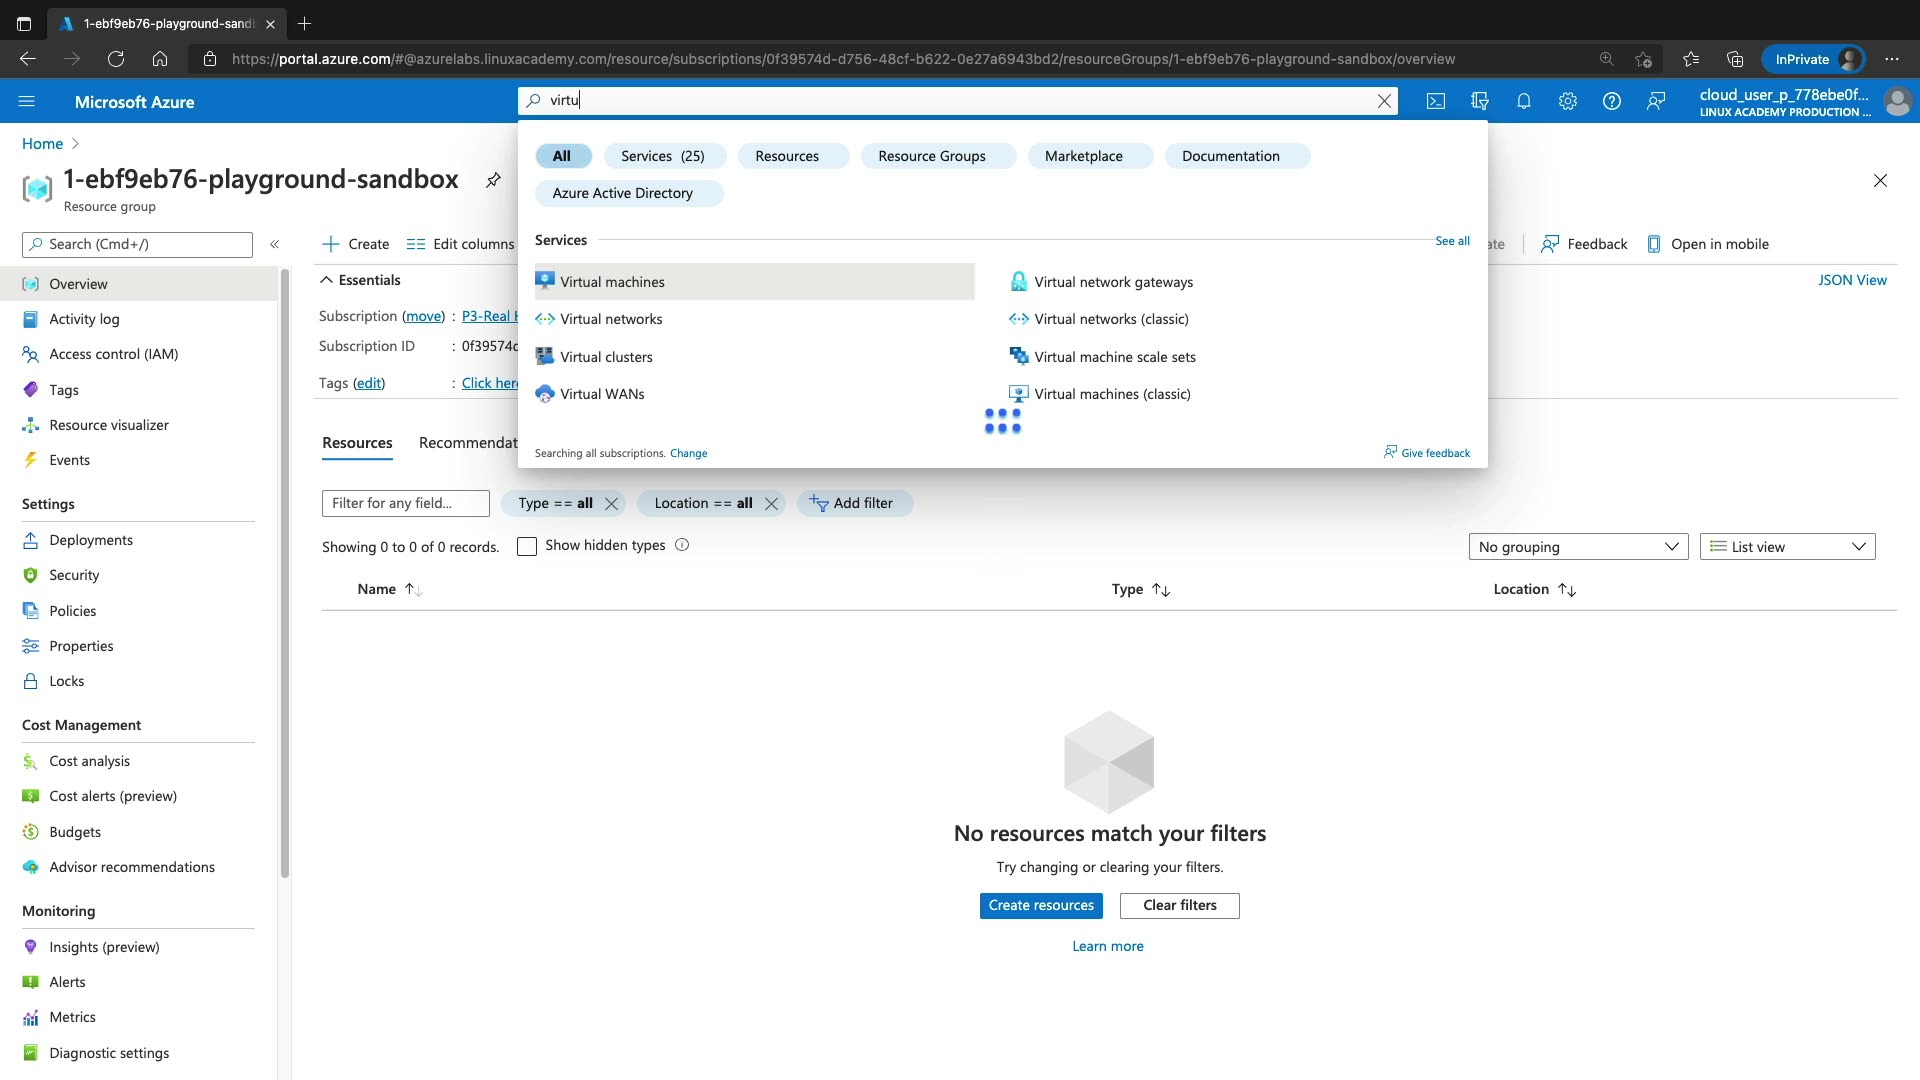 1-ebf9eb76-playground-sand
https://portal.azure.com/#@azurelabs.linuxacademy.com/resource/subscriptions/0f39574d-d756-48cf-b622-0e27a6943bd2/resourceGroups/1-ebf9eb76-playground-sandbox/overview
InPrivate
Microsoft Azure
virtu
cloud_user_p_778ebe0f...
LINUX ACADEMY PRODUCTION ...
Home
1-ebf9eb76-playground-sandbox
Resource group
All
Services (25)
Resources
Resource Groups
Marketplace
Documentation
Azure Active Directory
Services
See all
Virtual machines
Virtual network gateways
Virtual networks
Virtual networks (classic)
Virtual clusters
Virtual machine scale sets
Virtual WANs
Virtual machines (classic)
Searching all subscriptions. Change
Give feedback
Search (Cmd+/)
«
Overview
Activity log
Access control (IAM)
Tags
Resource visualizer
Events
Settings
Deployments
Security
Policies
Properties
Locks
Cost Management
Cost analysis
Cost alerts (preview)
Budgets
Advisor recommendations
Monitoring
Insights (preview)
Alerts
Metrics
Diagnostic settings
Create
Edit columns
ate
Feedback
Open in mobile
Essentials
JSON View
Subscription (move) : P3-Real
Subscription ID : 0f39574d
Tags (edit) : Click here
Resources
Recommendat
Filter for any field...
Type == all
Location == all
Add filter
Showing 0 to 0 of 0 records.
Show hidden types
No grouping
List view
Name
Type
Location
No resources match your filters
Try changing or clearing your filters.
Create resources
Clear filters
Learn more